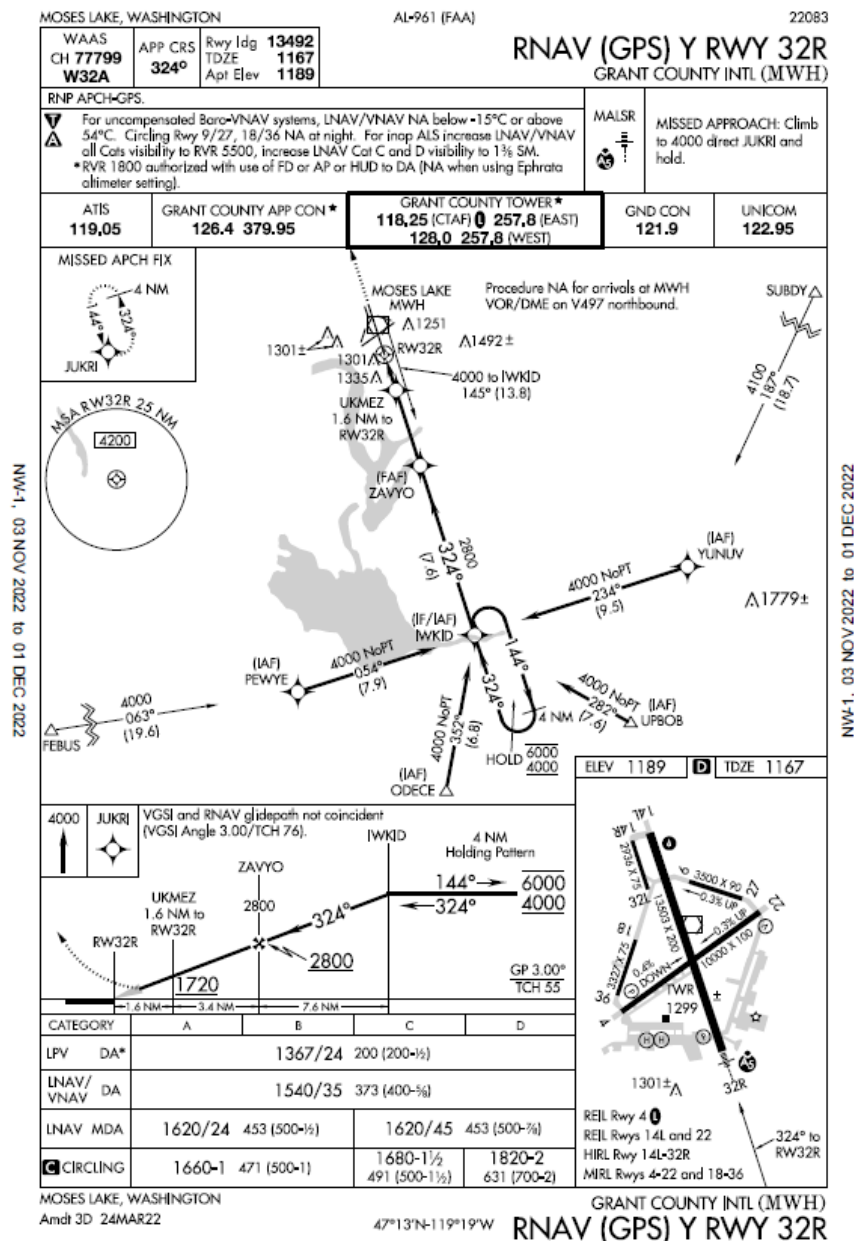 MOSES LAKE, WASHINGTON
AL-961 (FAA)
22083
WAAS
CH 77799
W32A
APP CRS
324°
Rwy ldg 13492
TDZE 1167
Apt Elev 1189
RNAV (GPS) Y RWY 32R
GRANT COUNTY INTL (MWH)
RNP APCH-GPS.
T
A
For uncompensated Baro-VNAV systems, LNAV/VNAV NA below -15°C or above
54°C. Circling Rwy 9/27, 18/36 NA at night. For inop ALS increase LNAV/VNAV
all Cats visibility to RVR 5500, increase LNAV Cat C and D visibility to 1⅜ SM.
*RVR 1800 authorized with use of FD or AP or HUD to DA (NA when using Ephrata
altimeter setting).
MALSR
A5
MISSED APPROACH: Climb
to 4000 direct JUKRI and
hold.
ATIS
119.05
GRANT COUNTY APP CON★
126.4 379.95
GRANT COUNTY TOWER★
118.25 (CTAF) L 257.8 (EAST)
128.0 257.8 (WEST)
GND CON
121.9
UNICOM
122.95
MISSED APCH FIX
4 NM
144°
324°
JUKRI
MOSES LAKE
MWH
Procedure NA for arrivals at MWH
VOR/DME on V497 northbound.
SUBDY
4100
187°
(18.7)
1251
1301±
1301
RW32R
1492±
1335
4000 to IWKID
145° (13.8)
UKMEZ
1.6 NM to
RW32R
MSA RW32R 25 NM
4200
(FAF)
ZAVYO
2800
324°
(7.6)
(IAF)
YUNUV
4000 NoPT
234°
(9.5)
1779±
(IF/IAF)
IWKID
4000 NoPT
054°
(7.9)
(IAF)
PEWYE
144°
324°
4 NM
4000 NoPT
282°
(7.6)
(IAF)
UPBOB
4000
063°
(19.6)
FEBUS
4000 NoPT
352°
(6.8)
HOLD 6000
4000
(IAF)
ODECE
NW-1, 03 NOV 2022 to 01 DEC 2022
NW-1, 03 NOV 2022 to 01 DEC 2022
ELEV 1189
D
TDZE 1167
4000
JUKRI
VGSI and RNAV glidepath not coincident
(VGSI Angle 3.00/TCH 76).
IWKID
4 NM
Holding Pattern
ZAVYO
144°
6000
324°
4000
UKMEZ
1.6 NM to
RW32R
2800
324°
RW32R
2800
1720
GP 3.00°
TCH 55
1.6 NM
3.4 NM
7.6 NM
14L
14R
2936 X 75
32L
13503 X 200
9
3500 X 90
27
0.3% UP
22
0.3% UP
10000 X 100
18
3327 X 75
36
0.4%
DOWN
4
TWR
1299
H H
1301±
A5
32R
324° to
RW32R
REIL Rwy 4 L
REIL Rwys 14L and 22
HIRL Rwy 14L-32R
MIRL Rwys 4-22 and 18-36
CATEGORY
A
B
C
D
LPV DA*
1367/24 200 (200-½)
LNAV/
VNAV DA
1540/35 373 (400-⅝)
LNAV MDA
1620/24 453 (500-½)
1620/45 453 (500-⅞)
C CIRCLING
1660-1 471 (500-1)
1680-1½
491 (500-1½)
1820-2
631 (700-2)
MOSES LAKE, WASHINGTON
Amdt 3D 24MAR22
47°13'N-119°19'W
GRANT COUNTY INTL (MWH)
RNAV (GPS) Y RWY 32R